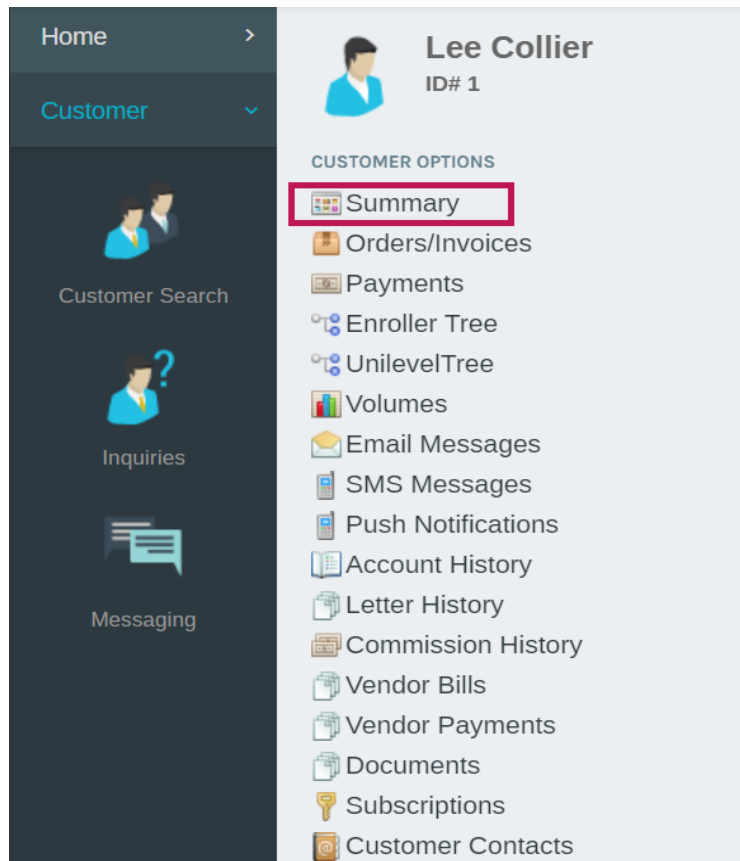 Home
Customer
Customer Search
Inquiries
Messaging
Lee Collier
ID# 1
CUSTOMER OPTIONS
Summary
Orders/Invoices
Payments
Enroller Tree
UnilevelTree
Volumes
Email Messages
SMS Messages
Push Notifications
Account History
Letter History
Commission History
Vendor Bills
Vendor Payments
Documents
Subscriptions
Customer Contacts